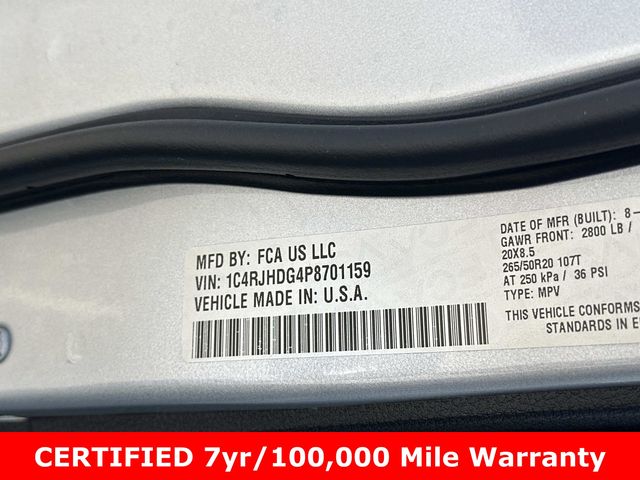 MFD BY: FCA US LLC
VIN: 1C4RJHDG4P8701159
VEHICLE MADE IN: U.S.A.
DATE OF MFR (BUILT): 8-
GAWR FRONT: 2800 LB /
20X8.5
265/50R20 107T
AT 250 kPa / 36 PSI
TYPE: MPV
THIS VEHICLE CONFORMS
STANDARDS IN E
CERTIFIED 7yr/100,000 Mile Warranty